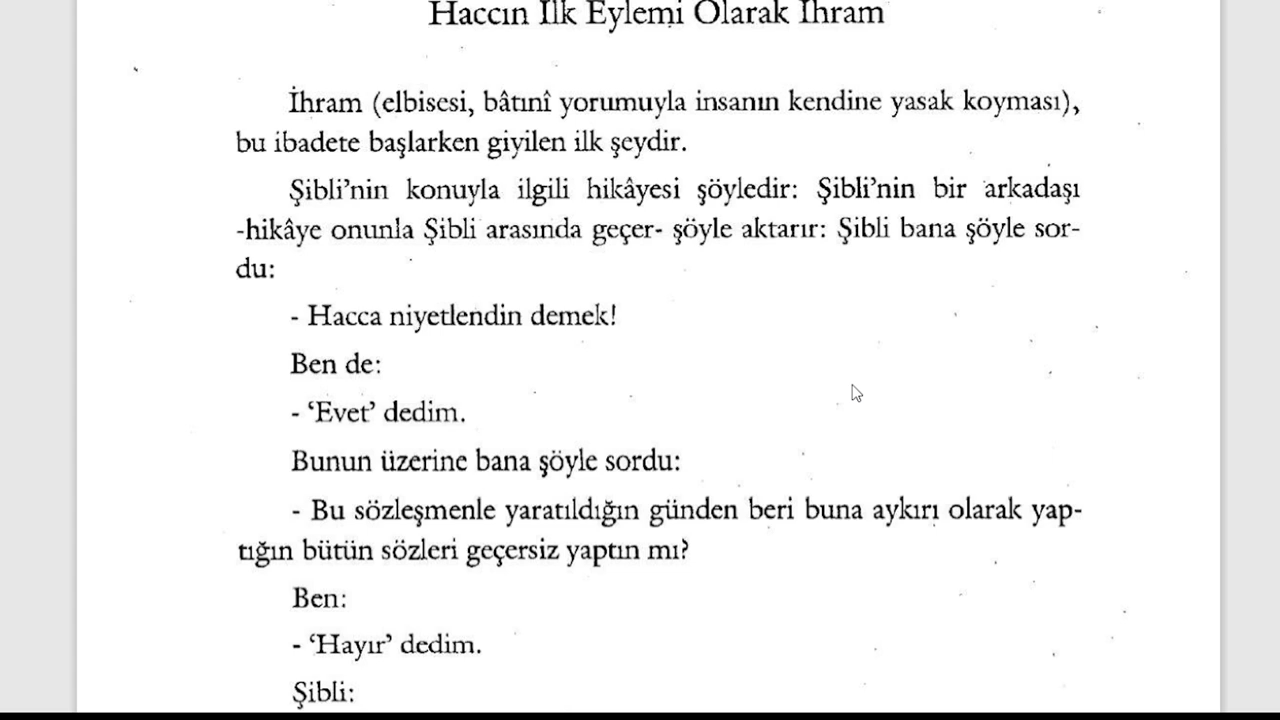 Haccın İlk Eylemi Olarak İhram
İhram (elbisesi, bâtınî yorumuyla insanın kendine yasak koyması),
bu ibadete başlarken giyilen ilk şeydir.
Şibli’nin konuyla ilgili hikâyesi şöyledir: Şibli’nin bir arkadaşı
-hikâye onunla Şibli arasında geçer- şöyle aktarır: Şibli bana şöyle sor-
du:
- Hacca niyetlendin demek!
Ben de:
- ‘Evet’ dedim.
Bunun üzerine bana şöyle sordu:
- Bu sözleşmenle yaratıldığın günden beri buna aykırı olarak yap-
tığın bütün sözleri geçersiz yaptın mı?
Ben:
- ‘Hayır’ dedim.
Şibli: